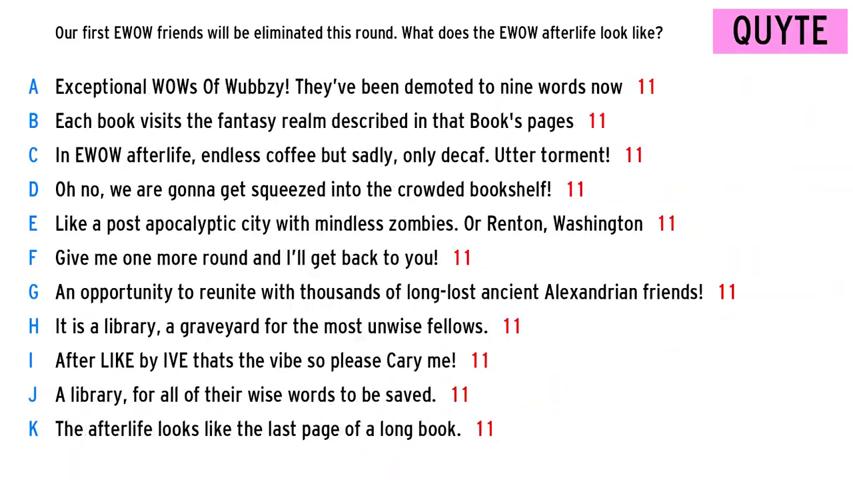 Our first EWOW friends will be eliminated this round. What does the EWOW afterlife look like?
QUYTE
A Exceptional WOWs Of Wubbzy! They've been demoted to nine words now 11
B Each book visits the fantasy realm described in that Book's pages 11
C In EWOW afterlife, endless coffee but sadly, only decaf. Utter torment! 11
D Oh no, we are gonna get squeezed into the crowded bookshelf! 11
E Like a post apocalyptic city with mindless zombies. Or Renton, Washington 11
F Give me one more round and I'll get back to you! 11
G An opportunity to reunite with thousands of long-lost ancient Alexandrian friends! 11
H It is a library, a graveyard for the most unwise fellows. 11
I After LIKE by IVE thats the vibe so please Cary me! 11
J A library, for all of their wise words to be saved. 11
K The afterlife looks like the last page of a long book. 11